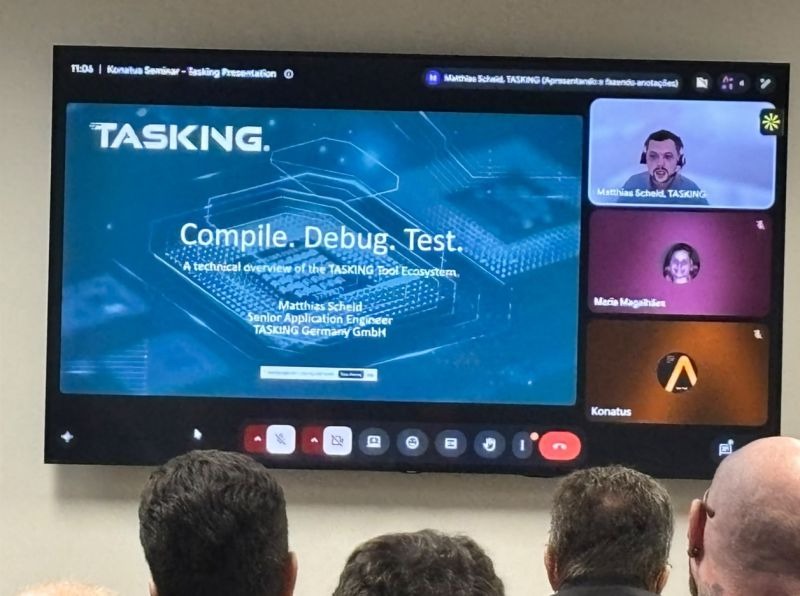 11:06 | Konatus Seminar - Tasking Presentation
Matthias Scheid, TASKING (Apresentando e fazendo anotações)
4
TASKING.
Compile. Debug. Test.
A technical overview of the TASKING Tool Ecosystem.
Matthias Scheid
Senior Application Engineer
TASKING Germany GmbH
Matthias Scheid, TASKING
Maria Magalhães
Konatus